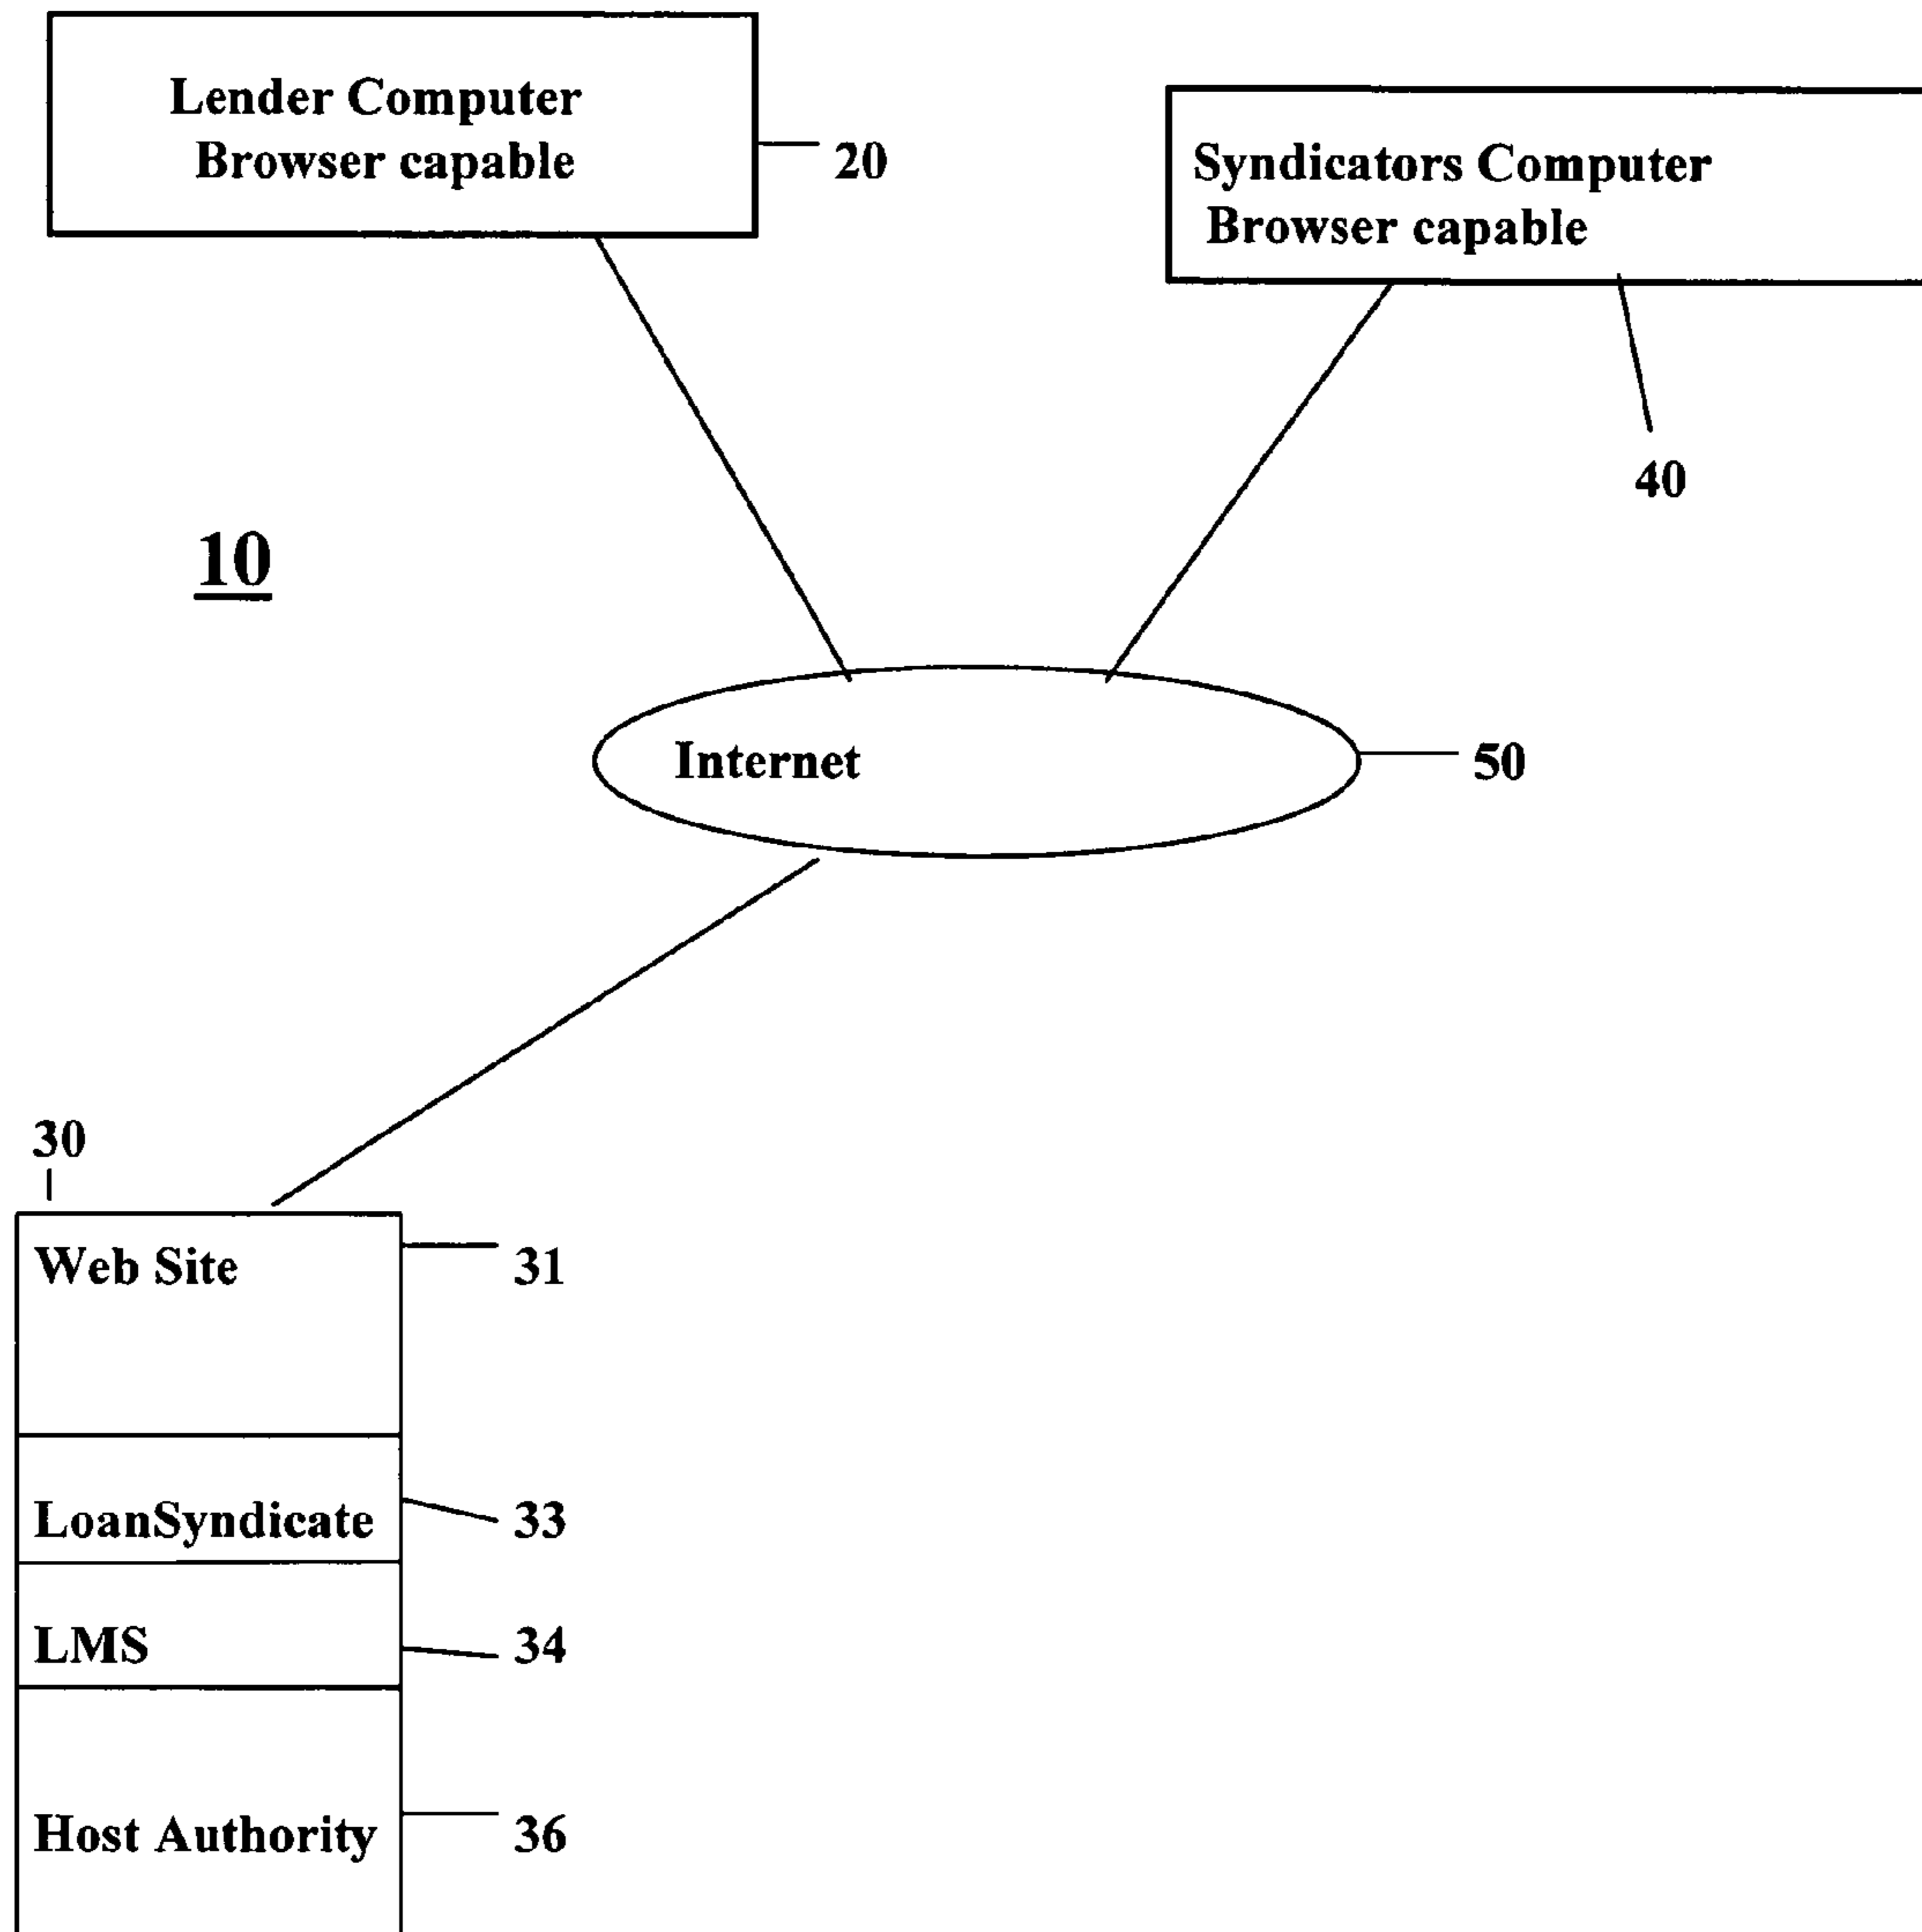 Lender Computer
Browser capable
20
Syndicators Computer
Browser capable
40
10
Internet
50
30
Web Site
31
LoanSyndicate
33
LMS
34
Host Authority
36